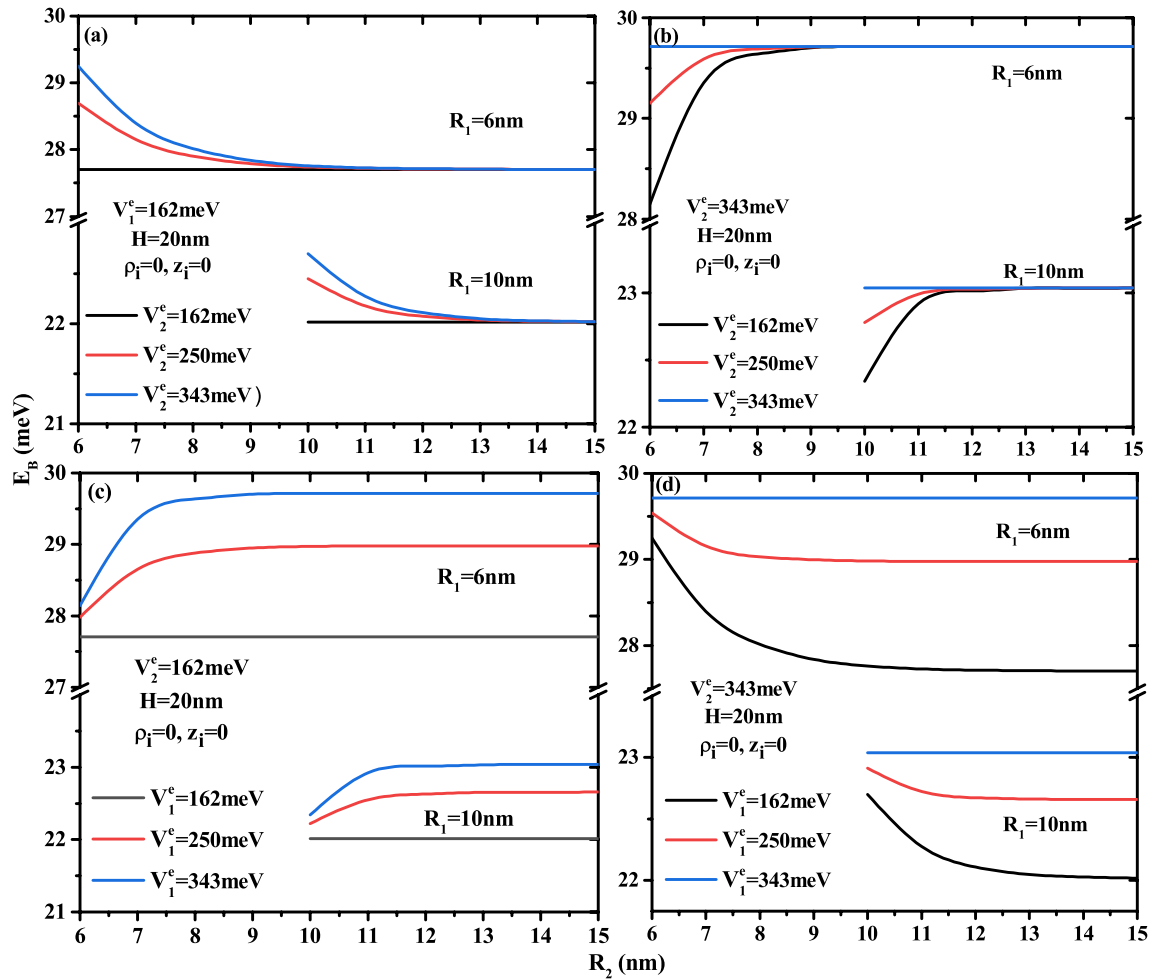 (a)
30
29
28
27
22
21
R₁=6nm
V₁ᵉ=162meV
H=20nm
ρᵢ=0, zᵢ=0
R₁=10nm
V₂ᵉ=162meV
V₂ᵉ=250meV
V₂ᵉ=343meV)
6 7 8 9 10 11 12 13 14 15
(b)
30
29
28
23
22
R₁=6nm
V₂ᵉ=343meV
H=20nm
ρᵢ=0, zᵢ=0
R₁=10nm
V₂ᵉ=162meV
V₂ᵉ=250meV
V₂ᵉ=343meV
6 7 8 9 10 11 12 13 14 15
E_B (meV)
(c)
30
29
28
27
23
22
21
R₁=6nm
V₂ᵉ=162meV
H=20nm
ρᵢ=0, zᵢ=0
V₁ᵉ=162meV
R₁=10nm
V₁ᵉ=250meV
V₁ᵉ=343meV
6 7 8 9 10 11 12 13 14 15
(d)
30
29
28
23
22
R₁=6nm
V₂ᵉ=343meV
H=20nm
ρᵢ=0, zᵢ=0
V₁ᵉ=162meV
R₁=10nm
V₁ᵉ=250meV
V₁ᵉ=343meV
6 7 8 9 10 11 12 13 14 15
R₂ (nm)